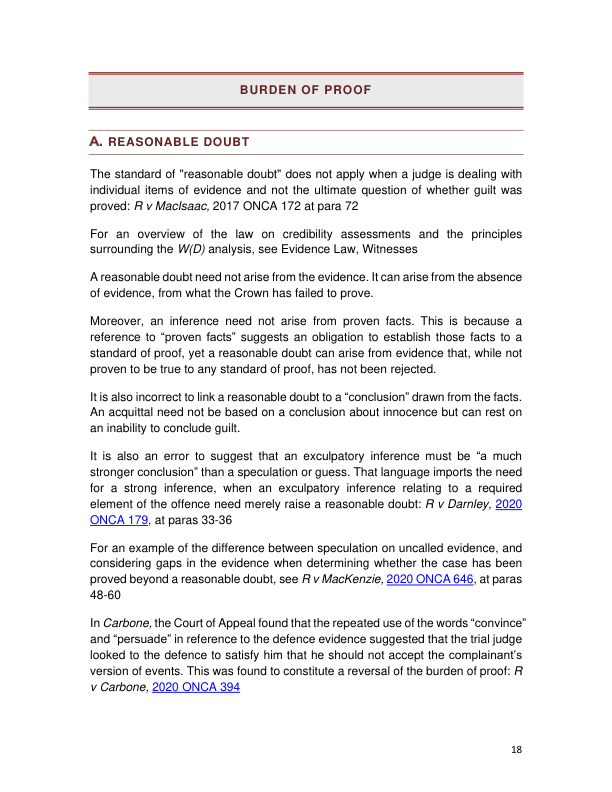 BURDEN OF PROOF
A. REASONABLE DOUBT
The standard of "reasonable doubt" does not apply when a judge is dealing with
individual items of evidence and not the ultimate question of whether guilt was
proved: R v MacIsaac, 2017 ONCA 172 at para 72
For an overview of the law on credibility assessments and the principles
surrounding the W(D) analysis, see Evidence Law, Witnesses
A reasonable doubt need not arise from the evidence. It can arise from the absence
of evidence, from what the Crown has failed to prove.
Moreover, an inference need not arise from proven facts. This is because a
reference to “proven facts” suggests an obligation to establish those facts to a
standard of proof, yet a reasonable doubt can arise from evidence that, while not
proven to be true to any standard of proof, has not been rejected.
It is also incorrect to link a reasonable doubt to a “conclusion” drawn from the facts.
An acquittal need not be based on a conclusion about innocence but can rest on
an inability to conclude guilt.
It is also an error to suggest that an exculpatory inference must be “a much
stronger conclusion” than a speculation or guess. That language imports the need
for a strong inference, when an exculpatory inference relating to a required
element of the offence need merely raise a reasonable doubt: R v Darnley, 2020
ONCA 179, at paras 33-36
For an example of the difference between speculation on uncalled evidence, and
considering gaps in the evidence when determining whether the case has been
proved beyond a reasonable doubt, see R v MacKenzie, 2020 ONCA 646, at paras
48-60
In Carbone, the Court of Appeal found that the repeated use of the words “convince”
and “persuade” in reference to the defence evidence suggested that the trial judge
looked to the defence to satisfy him that he should not accept the complainant’s
version of events. This was found to constitute a reversal of the burden of proof: R
v Carbone, 2020 ONCA 394
18